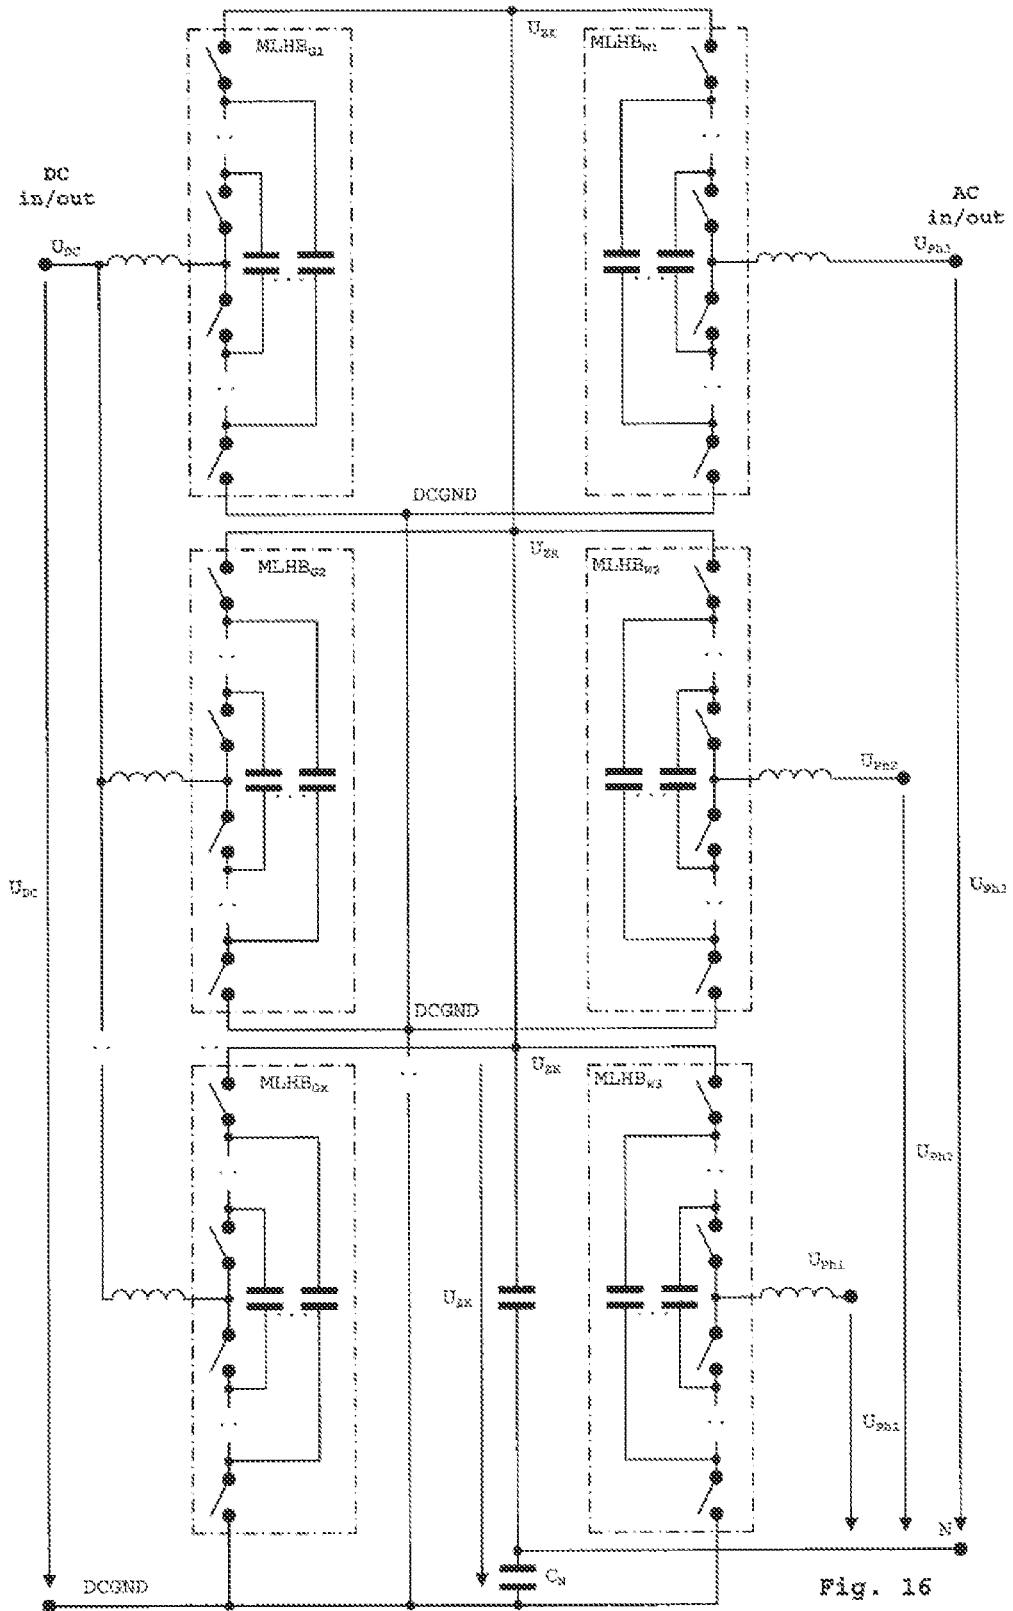 U_ZK
MLHB_G1
MLHB_W1
DC
in/out
AC
in/out
U_DC
U_Ph3
DCGND
U_ZK
MLHB_G2
MLHB_W2
U_Ph2
U_DC
U_Ph3
DCGND
U_ZK
MLHB_GX
MLHB_W3
U_Ph2
U_Ph1
U_ZK
U_Ph1
N
C_N
DCGND
Fig. 16